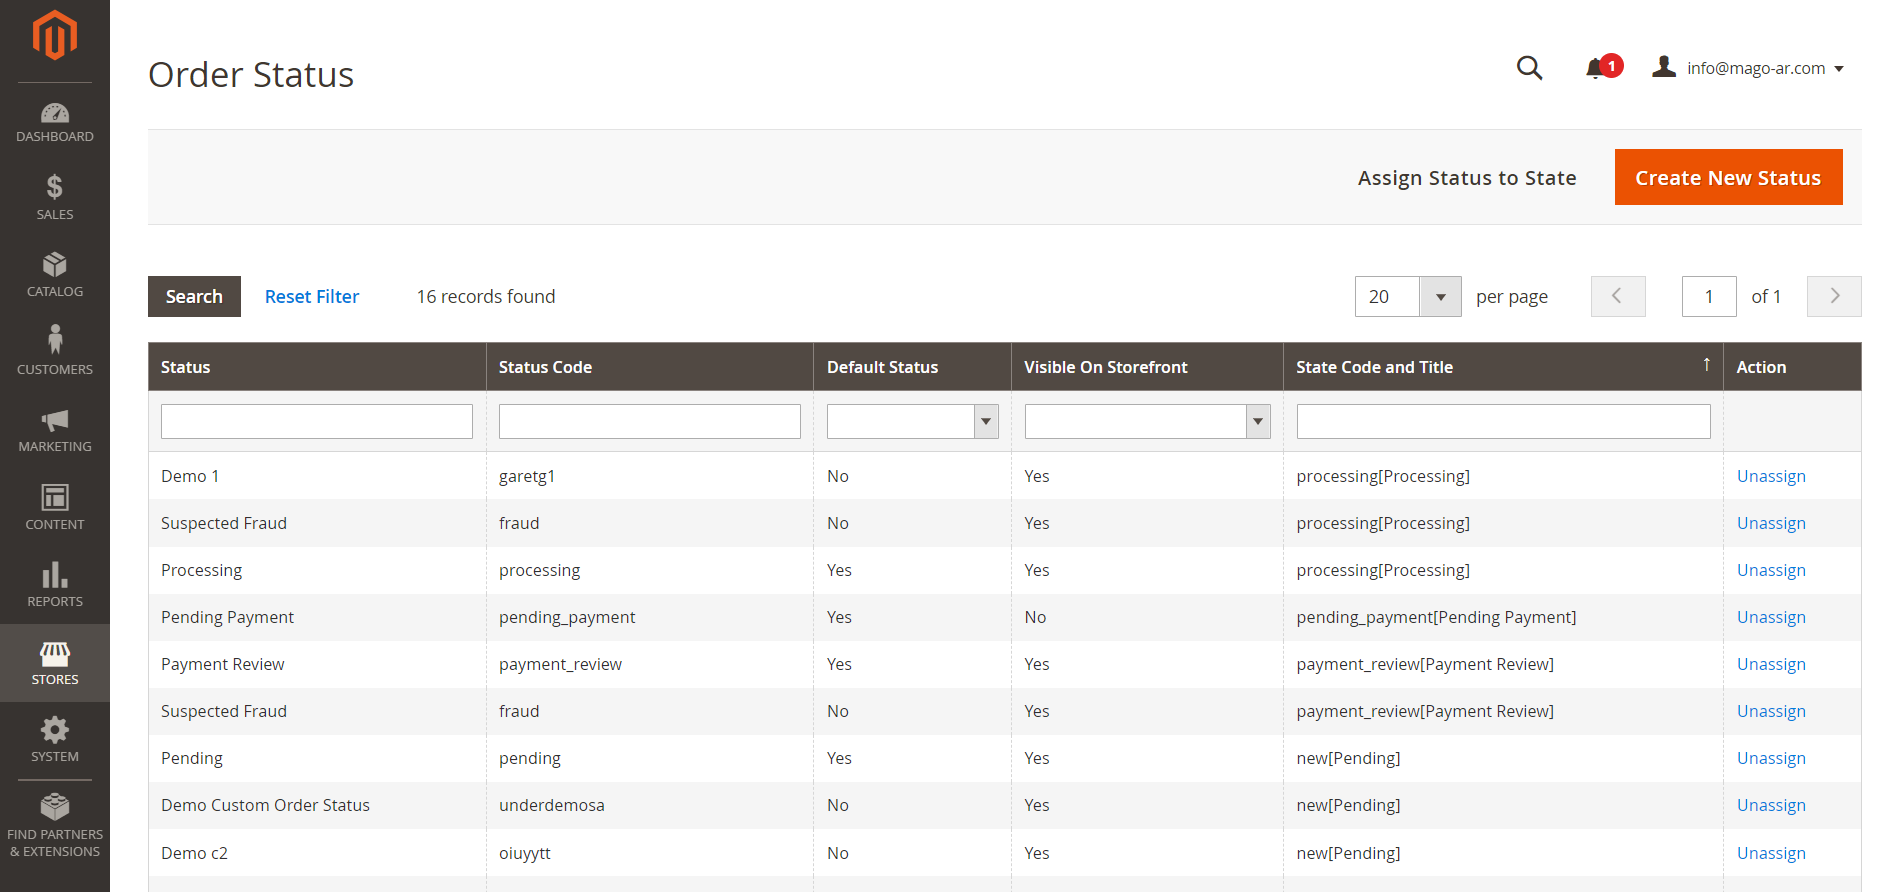 Order Status
1
info@mago-ar.com
DASHBOARD
SALES
CATALOG
CUSTOMERS
MARKETING
CONTENT
REPORTS
STORES
SYSTEM
FIND PARTNERS
& EXTENSIONS
Assign Status to State Create New Status
Search Reset Filter 16 records found 20 per page 1 of 1
Status Status Code Default Status Visible On Storefront State Code and Title ↑ Action
Demo 1 garetg1 No Yes processing[Processing] Unassign
Suspected Fraud fraud No Yes processing[Processing] Unassign
Processing processing Yes Yes processing[Processing] Unassign
Pending Payment pending_payment Yes No pending_payment[Pending Payment] Unassign
Payment Review payment_review Yes Yes payment_review[Payment Review] Unassign
Suspected Fraud fraud No Yes payment_review[Payment Review] Unassign
Pending pending Yes Yes new[Pending] Unassign
Demo Custom Order Status underdemosa No Yes new[Pending] Unassign
Demo c2 oiuyytt No Yes new[Pending] Unassign